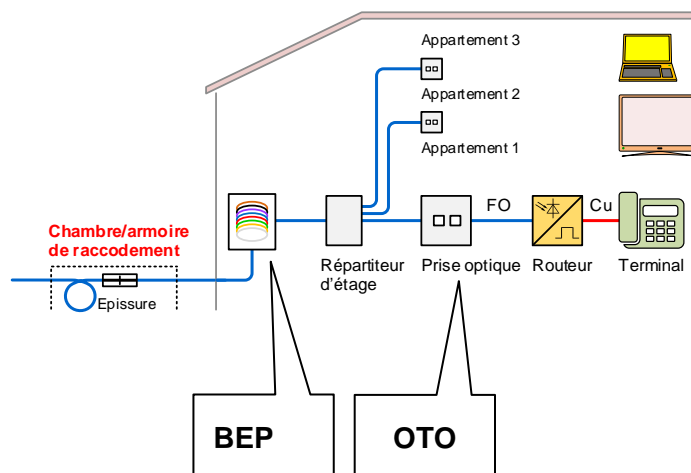 Appartement 3
Appartement 2
Appartement 1
Chambre/armoire
de raccodement
Epissure
Répartiteur
d'étage
Prise optique
FO
Routeur
Cu
Terminal
BEP
OTO